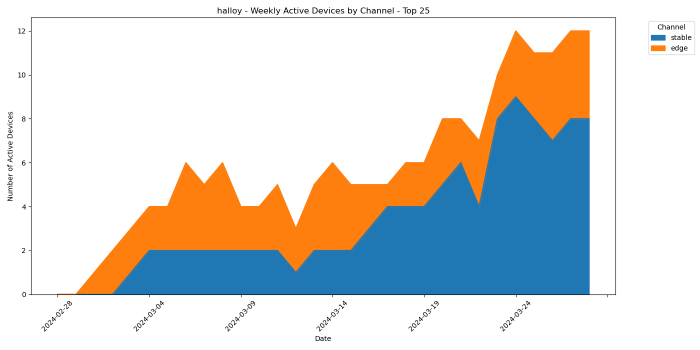 halloy - Weekly Active Devices by Channel - Top 25
Channel
stable
edge
Number of Active Devices
12
10
8
6
4
2
0
2024-02-28
2024-03-04
2024-03-09
2024-03-14
2024-03-19
2024-03-24
Date